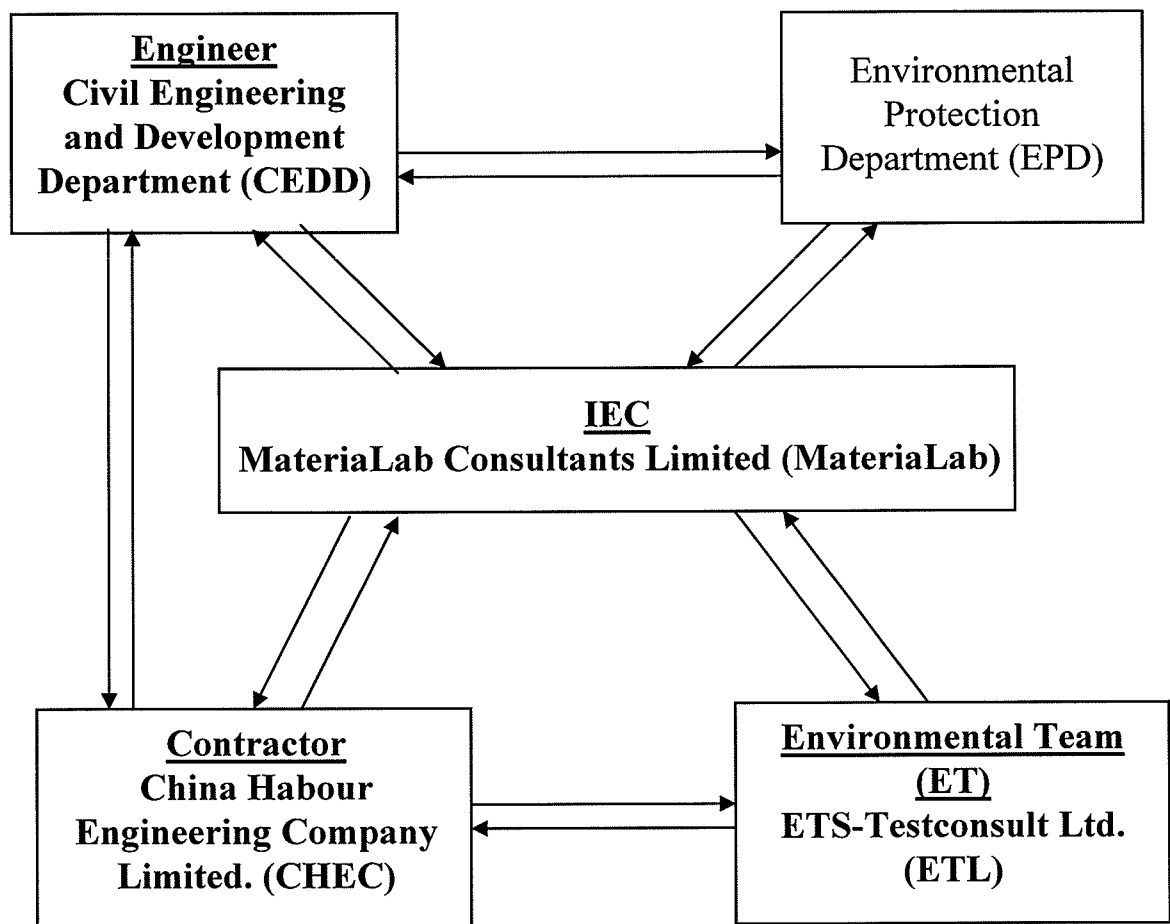 Engineer
Civil Engineering
and Development
Department (CEDD)
Environmental
Protection
Department (EPD)
IEC
MateriaLab Consultants Limited (MateriaLab)
Contractor
China Habour
Engineering Company
Limited. (CHEC)
Environmental Team
(ET)
ETS-Testconsult Ltd.
(ETL)